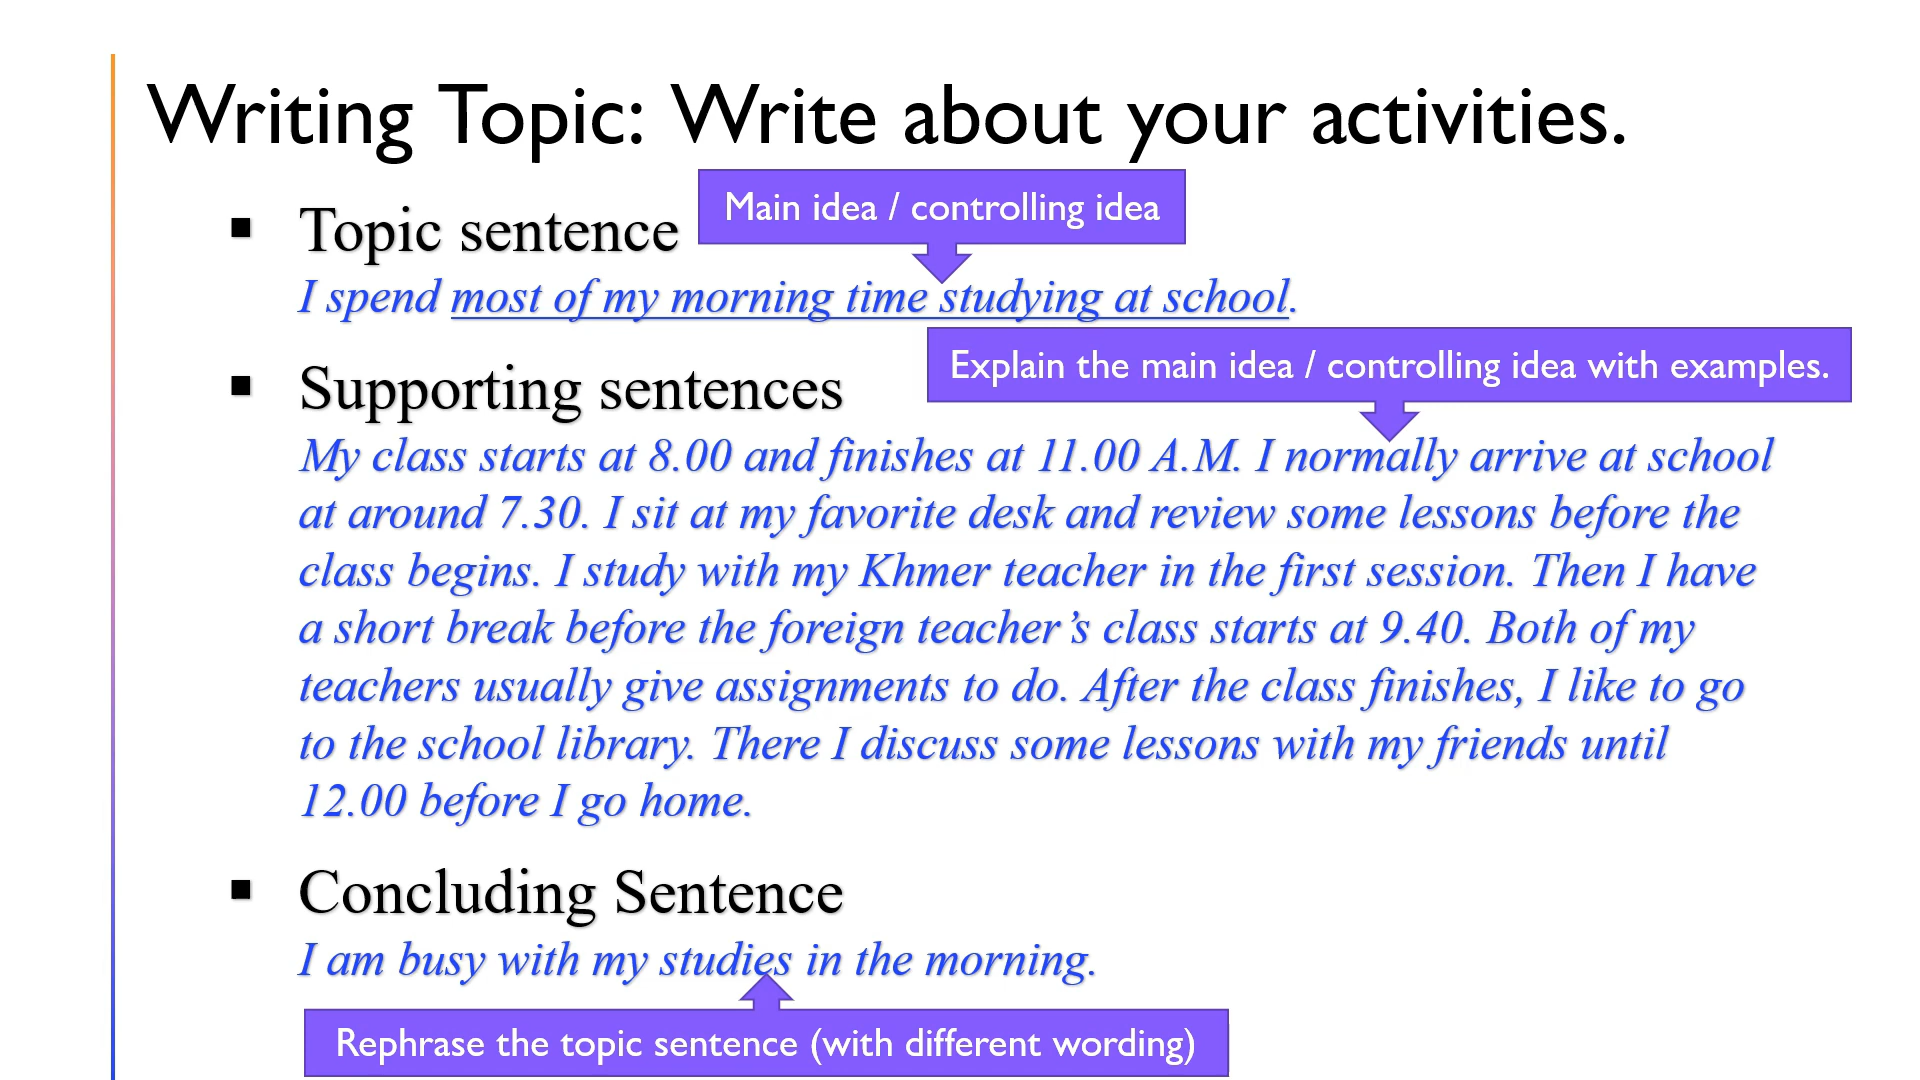 Writing Topic: Write about your activities.
Main idea / controlling idea
▪ Topic sentence
I spend most of my morning time studying at school.
Explain the main idea / controlling idea with examples.
▪ Supporting sentences
My class starts at 8.00 and finishes at 11.00 A.M. I normally arrive at school
at around 7.30. I sit at my favorite desk and review some lessons before the
class begins. I study with my Khmer teacher in the first session. Then I have
a short break before the foreign teacher’s class starts at 9.40. Both of my
teachers usually give assignments to do. After the class finishes, I like to go
to the school library. There I discuss some lessons with my friends until
12.00 before I go home.
▪ Concluding Sentence
I am busy with my studies in the morning.
Rephrase the topic sentence (with different wording)